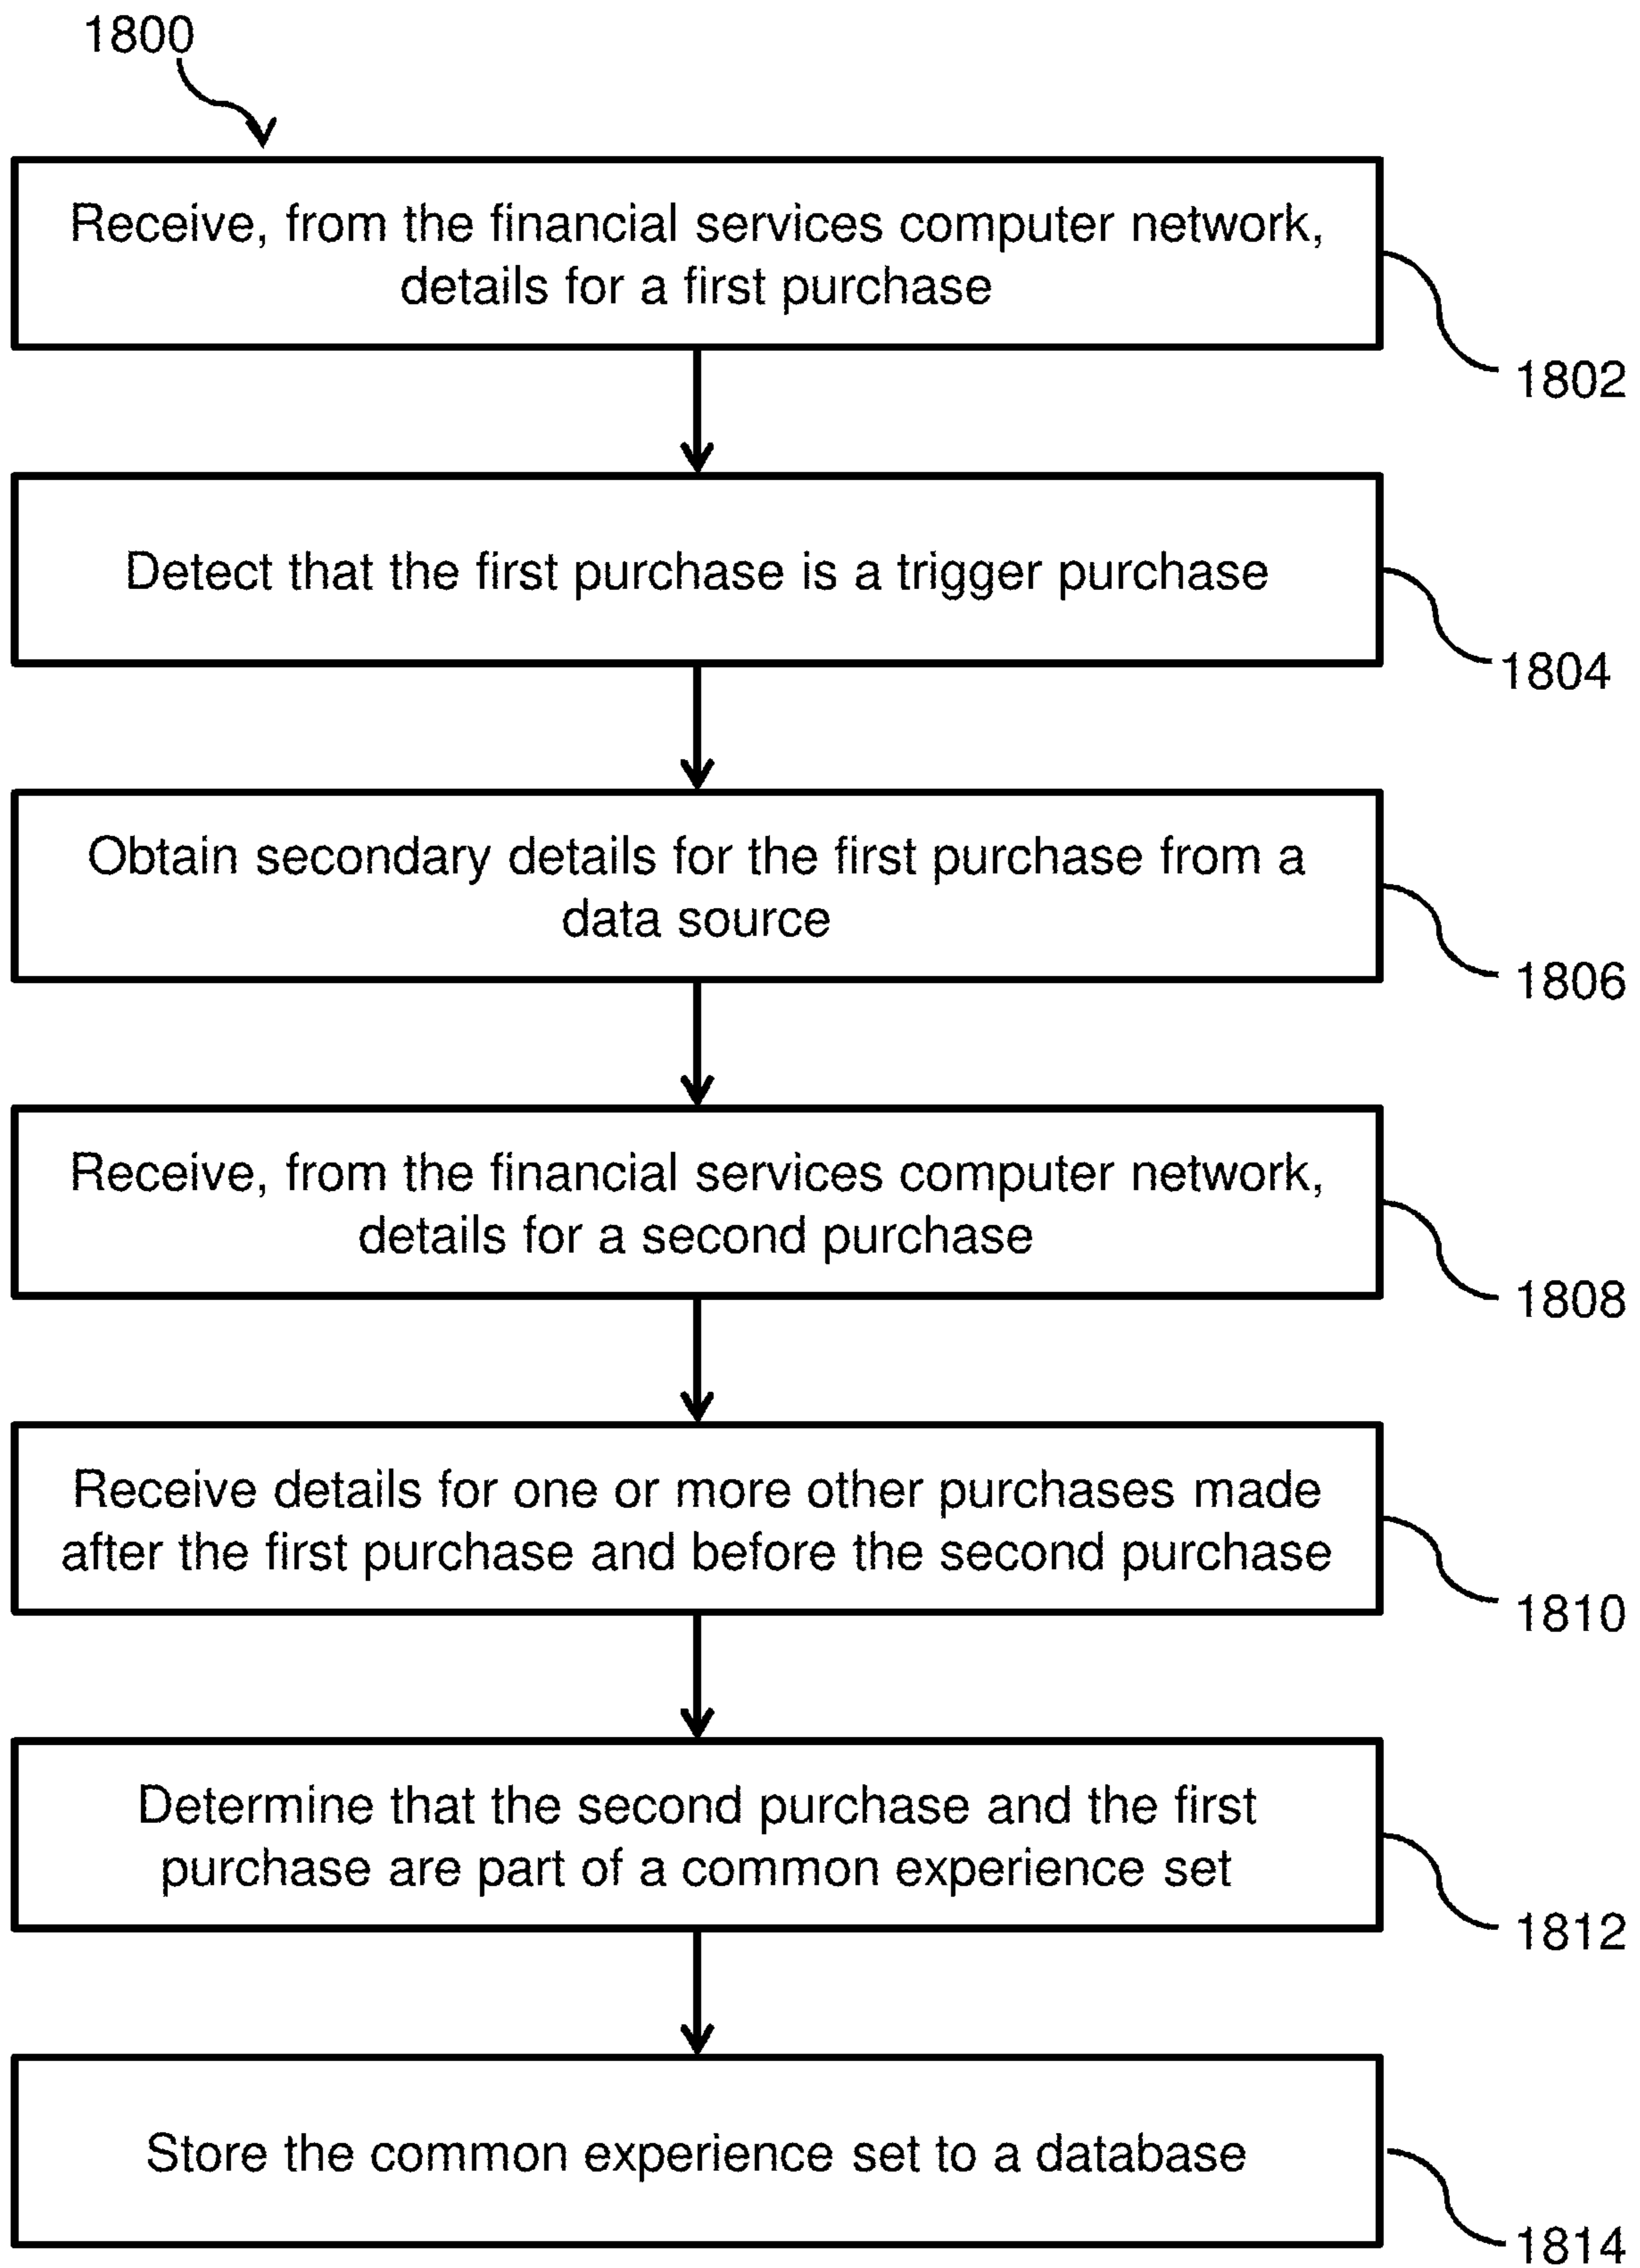 1800
Receive, from the financial services computer network,
details for a first purchase
1802
Detect that the first purchase is a trigger purchase
1804
Obtain secondary details for the first purchase from a
data source
1806
Receive, from the financial services computer network,
details for a second purchase
1808
Receive details for one or more other purchases made
after the first purchase and before the second purchase
1810
Determine that the second purchase and the first
purchase are part of a common experience set
1812
Store the common experience set to a database
1814